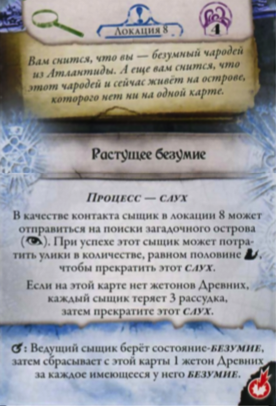 Локация 8
4
Вам снится, что вы — безумный чародей
из Атлантиды. А еще вам снится, что
этот чародей и сейчас живёт на острове,
которого нет ни на одной карте.
Растущее безумие
Процесс — слух
В качестве контакта сыщик в локации 8 может
отправиться на поиски загадочного острова
( ). При успехе этот сыщик может потра-
тить улики в количестве, равном половине ,
чтобы прекратить этот слух.
Если на этой карте нет жетонов Древних,
каждый сыщик теряет 3 рассудка,
затем прекратите этот слух.
: Ведущий сыщик берёт состояние-безумие,
затем сбрасывает с этой карты 1 жетон Древних
за каждое имеющееся у него безумие.